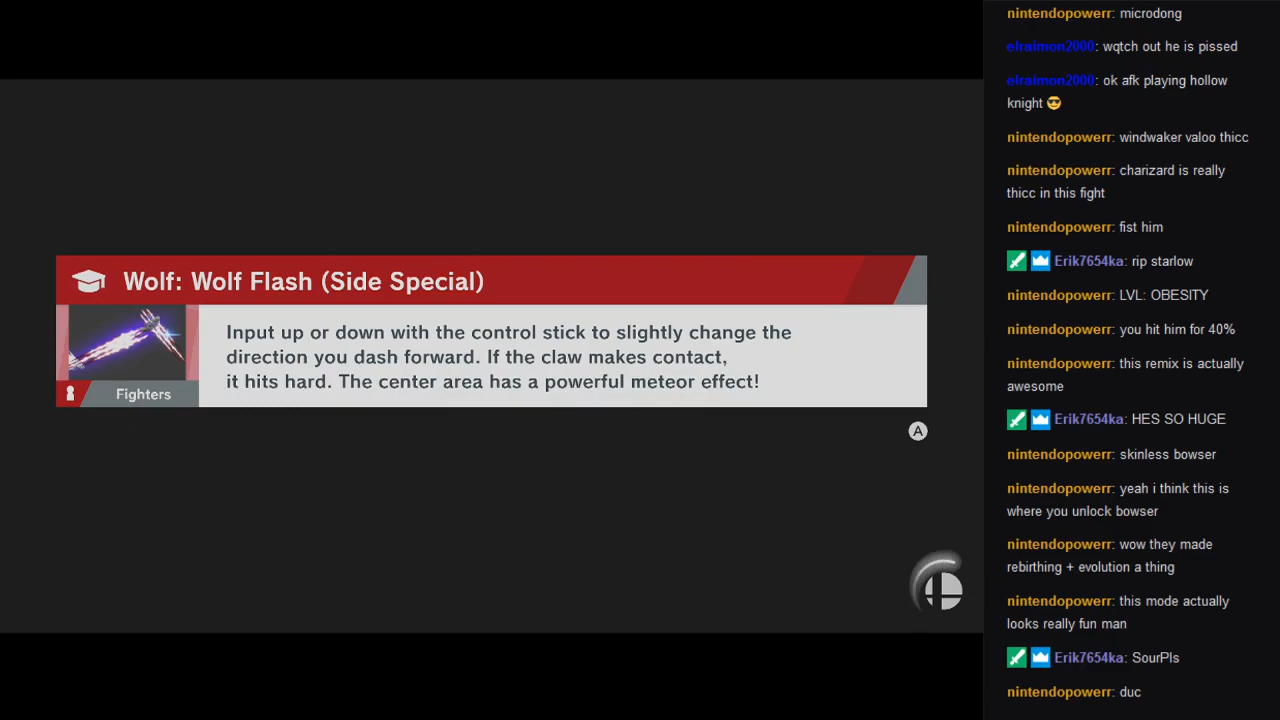 Wolf: Wolf Flash (Side Special)
Input up or down with the control stick to slightly change the
direction you dash forward. If the claw makes contact,
it hits hard. The center area has a powerful meteor effect!
Fighters
A
nintendopowerr: microdong
elraimon2000: wqtch out he is pissed
elraimon2000: ok afk playing hollow
knight 😎
nintendopowerr: windwaker valoo thicc
nintendopowerr: charizard is really
thicc in this fight
nintendopowerr: fist him
Erik7654ka: rip starlow
nintendopowerr: LVL: OBESITY
nintendopowerr: you hit him for 40%
nintendopowerr: this remix is actually
awesome
Erik7654ka: HES SO HUGE
nintendopowerr: skinless bowser
nintendopowerr: yeah i think this is
where you unlock bowser
nintendopowerr: wow they made
rebirthing + evolution a thing
nintendopowerr: this mode actually
looks really fun man
Erik7654ka: SourPls
nintendopowerr: duc